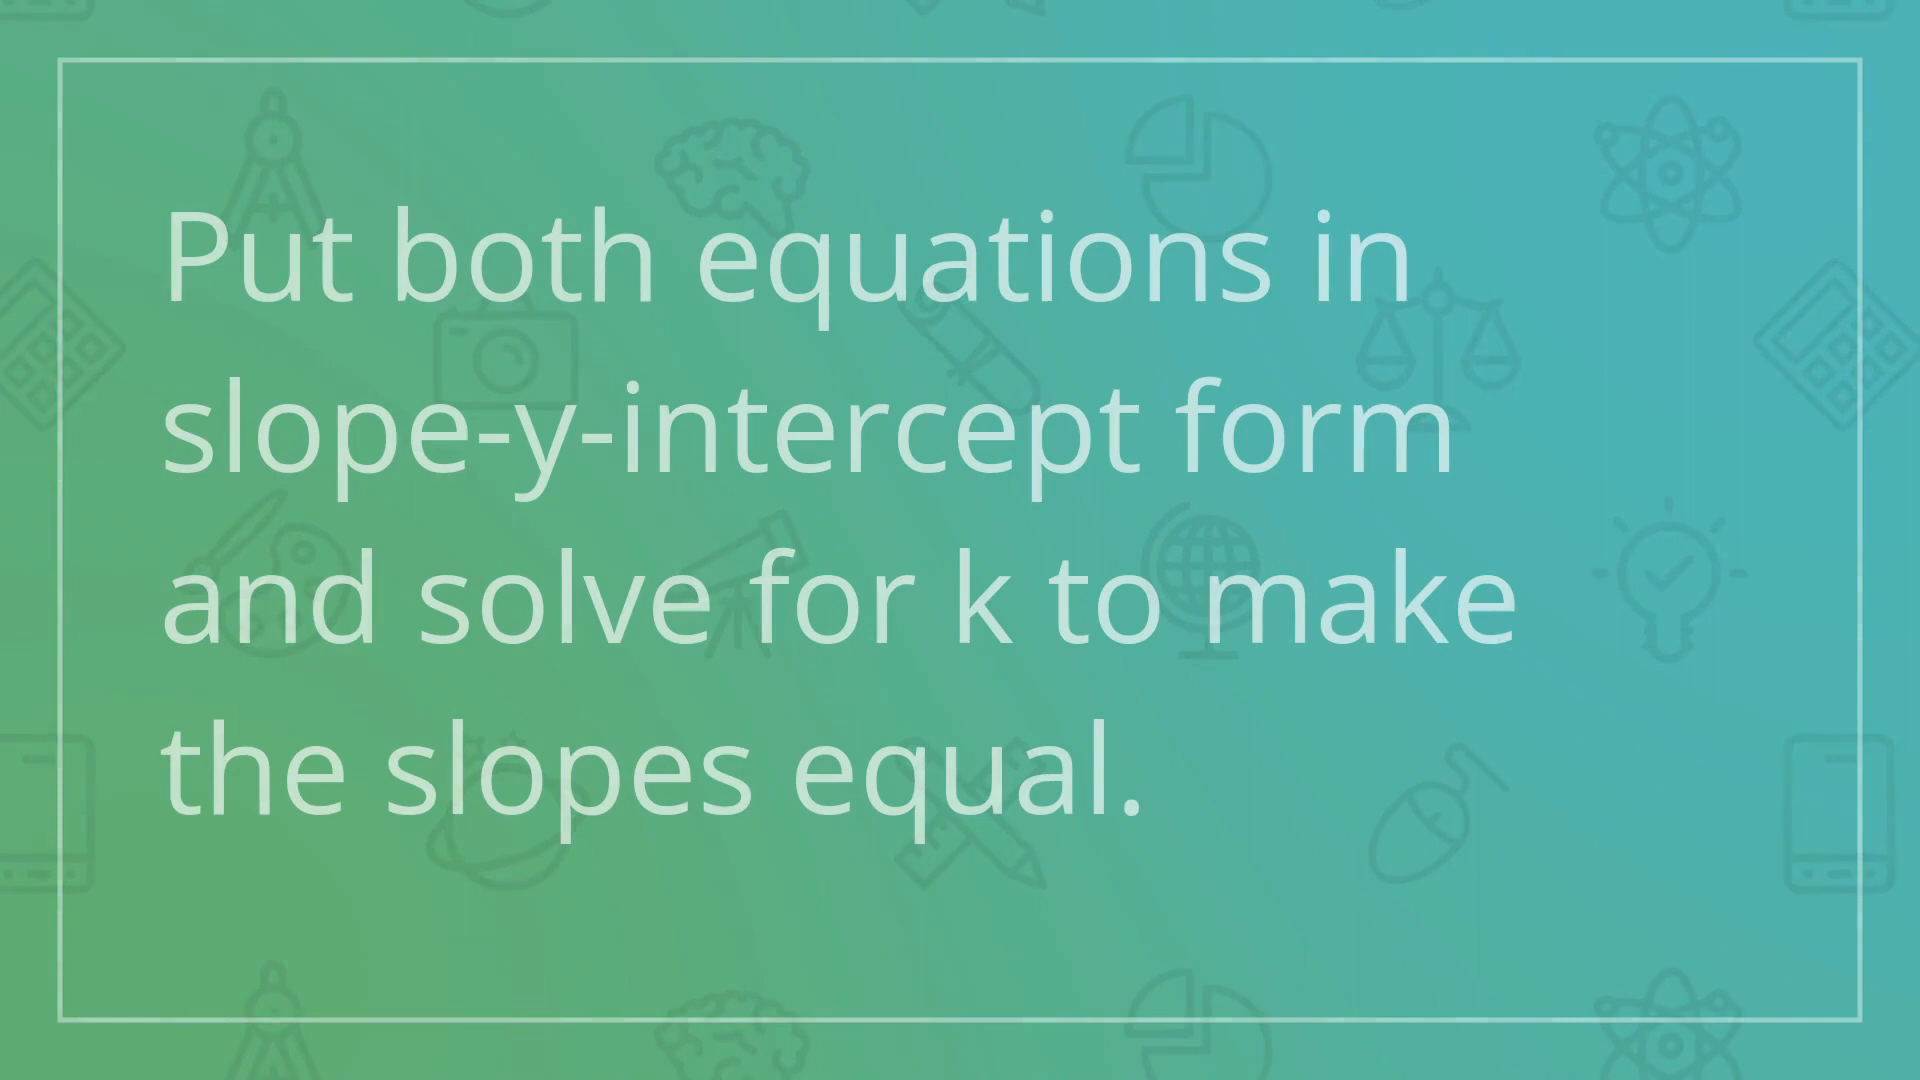 Put both equations in
slope-y-intercept form
and solve for k to make
the slopes equal.